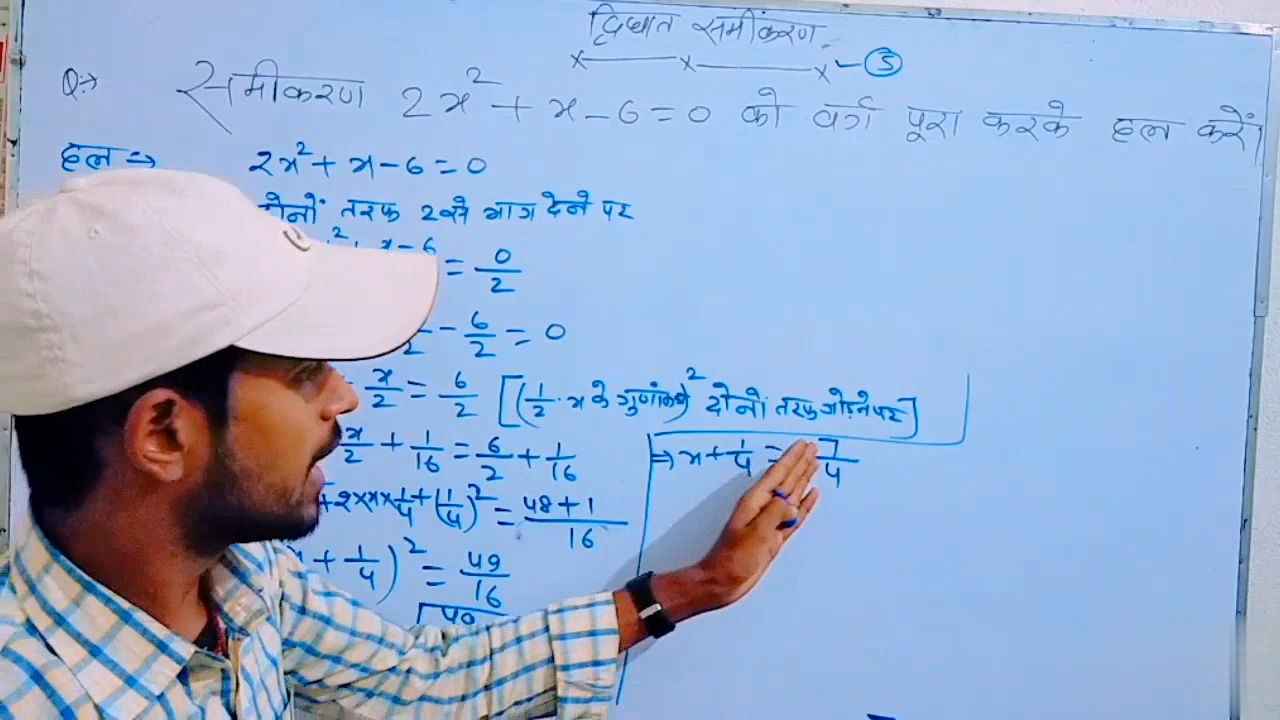 द्विघात समीकरण - ③
Q:→ समीकरण 2x² + x - 6 = 0 को वर्ग पूरा करके हल करें।
हल ⇒ 2x² + x - 6 = 0
दोनों तरफ 2 से भाग देने पर
= 0/2
- 6/2 = 0
x/2 = 6/2 [(1/2 · x के गुणांक)² दोनों तरफ जोड़ने पर]
x/2 + 1/16 = 6/2 + 1/16
+ 2 × x × 1/4 + (1/4)² = 48 + 1/16
+ 1/4)² = 49/16
⇒ x + 1/4 = 7/4